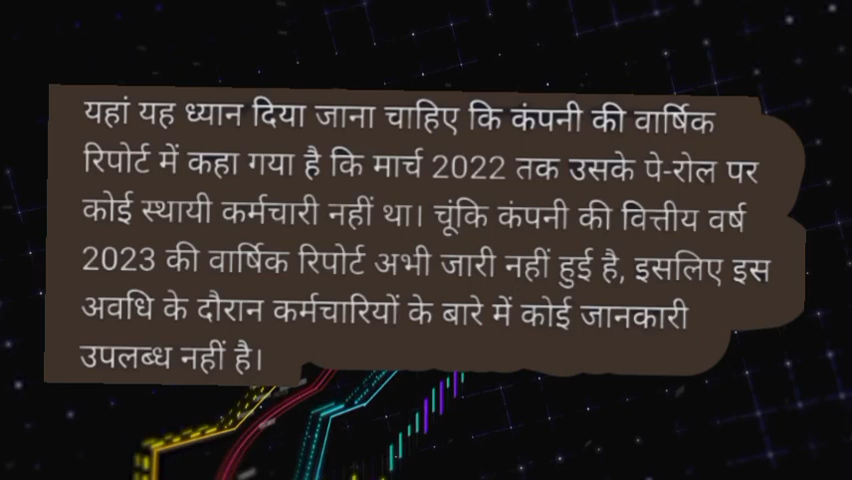 यहां यह ध्यान दिया जाना चाहिए कि कंपनी की वार्षिक
रिपोर्ट में कहा गया है कि मार्च 2022 तक उसके पे-रोल पर
कोई स्थायी कर्मचारी नहीं था। चूंकि कंपनी की वित्तीय वर्ष
2023 की वार्षिक रिपोर्ट अभी जारी नहीं हुई है, इसलिए इस
अवधि के दौरान कर्मचारियों के बारे में कोई जानकारी
उपलब्ध नहीं है।